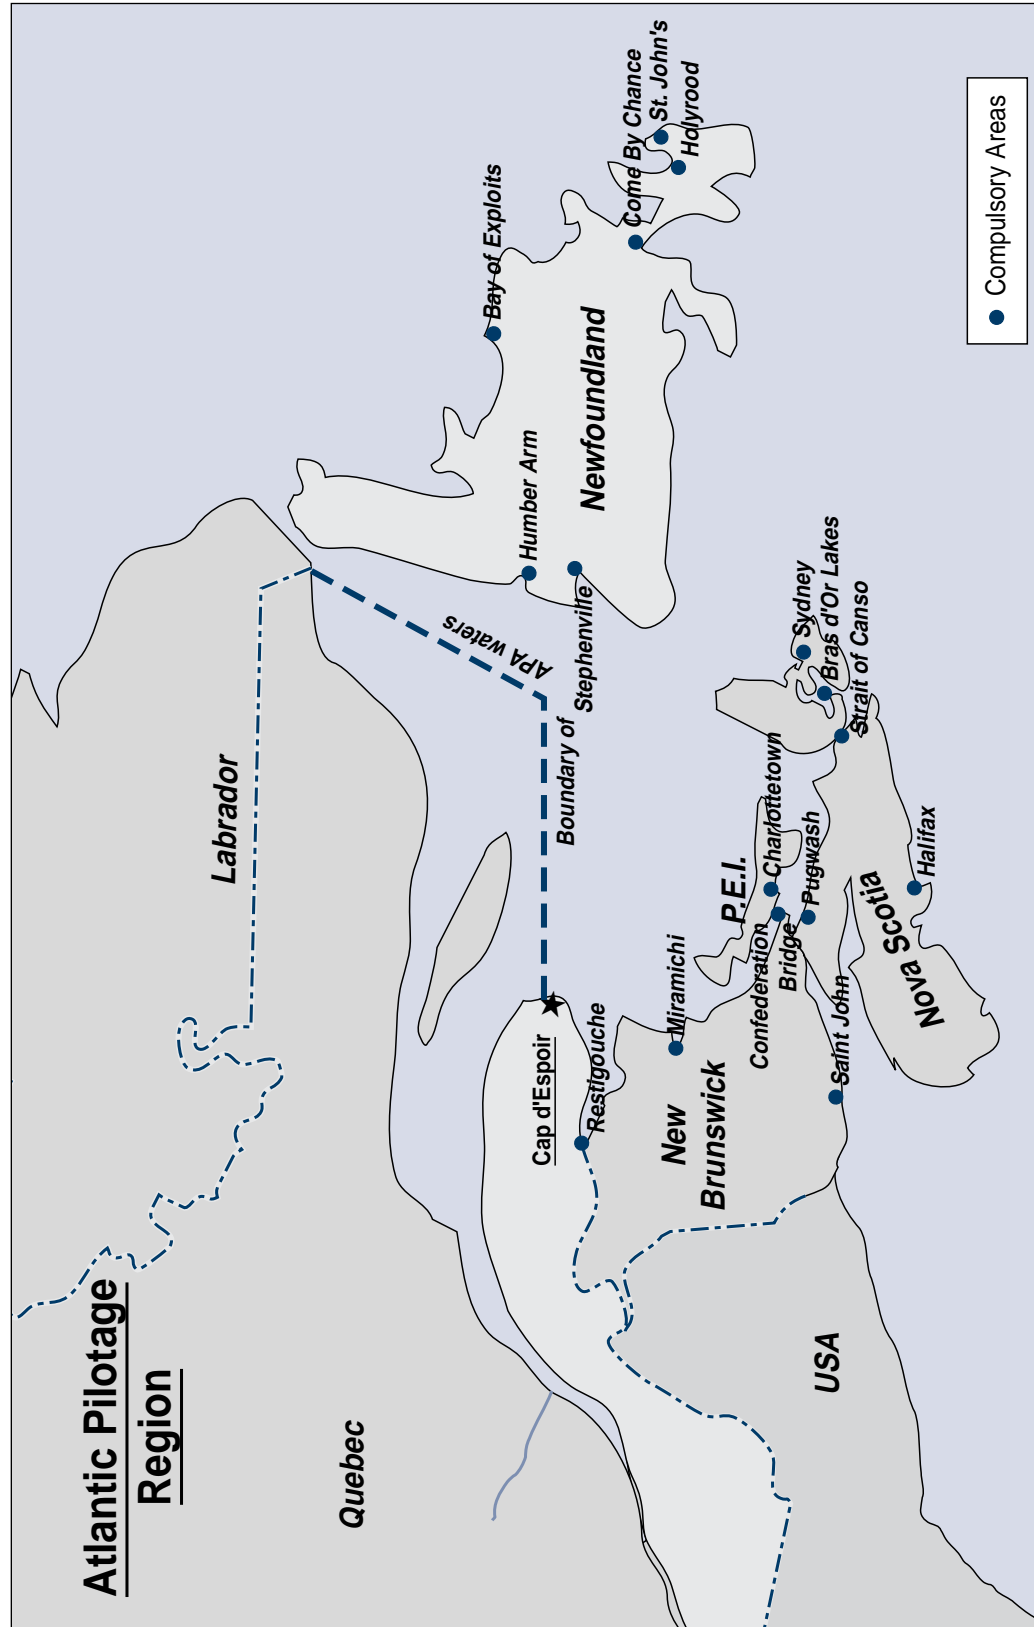 Atlantic Pilotage
Region
Labrador
Quebec
Bay of Exploits
St. John's
Come By Chance
Holyrood
Humber Arm
Newfoundland
Stephenville
Boundary of
APA waters
Cap d'Espoir
Restigouche
Miramichi
New
Brunswick
P.E.I.
Charlottetown
Confederation
Bridge
Pugwash
Sydney
Bras d'Or Lakes
Strait of Canso
Saint John
Nova Scotia
Halifax
USA
Compulsory Areas